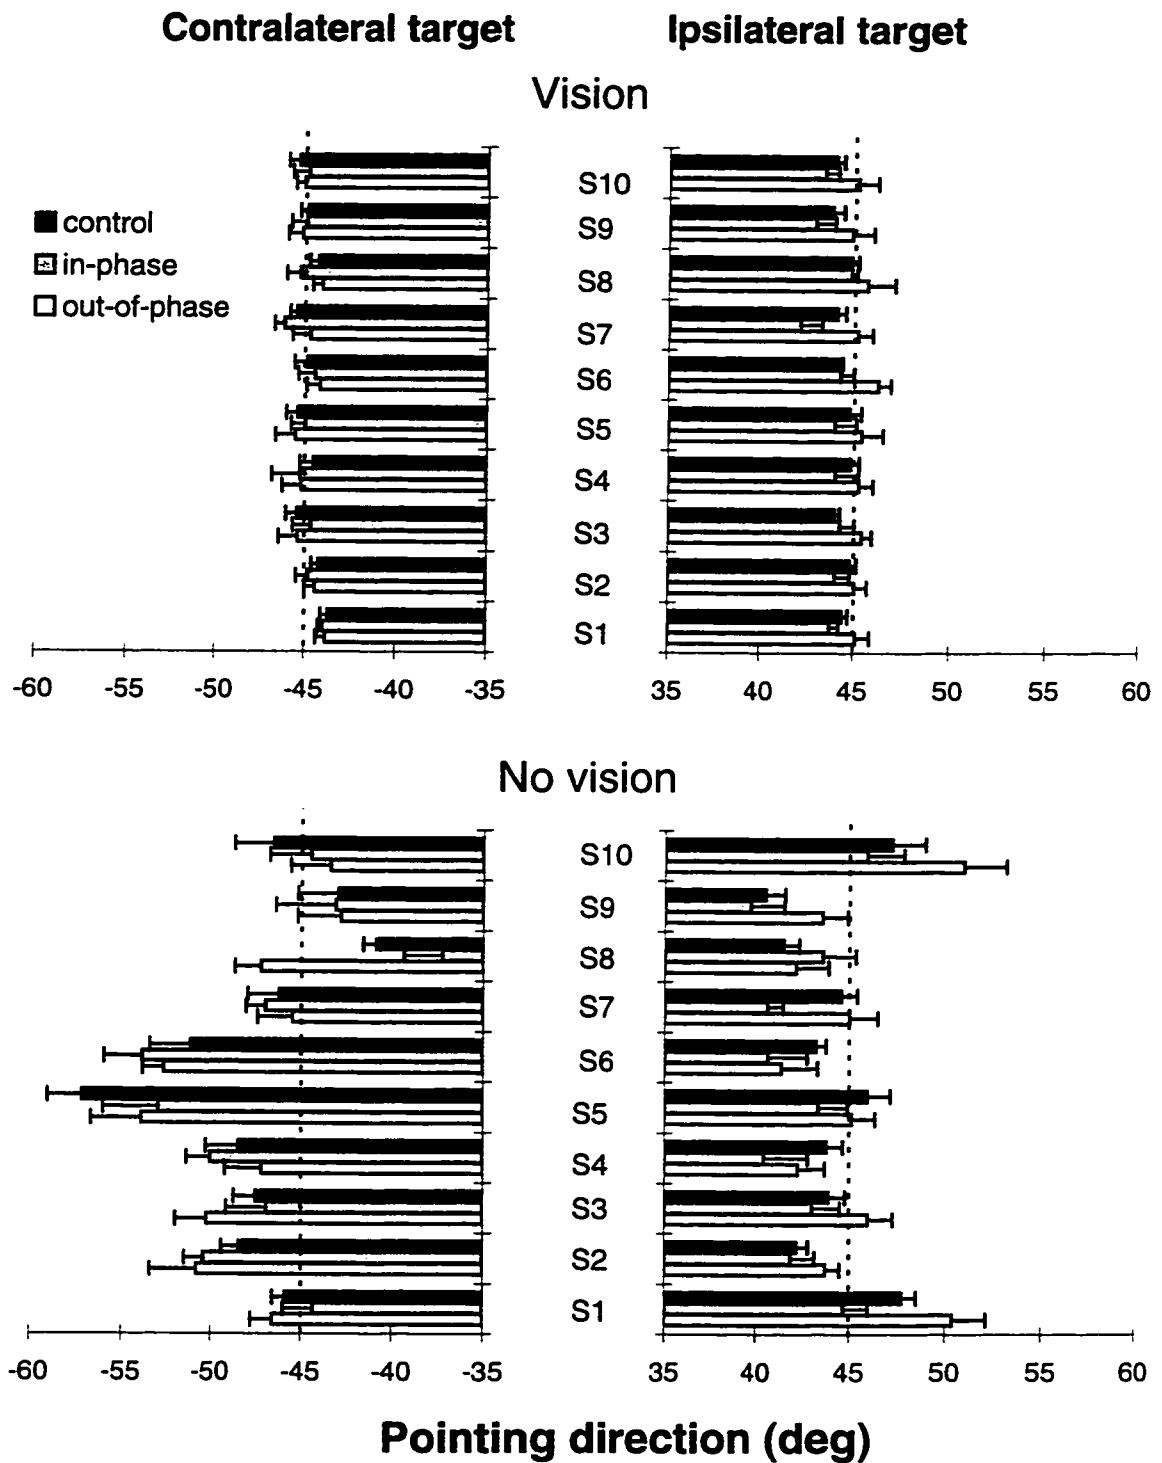 Contralateral target Ipsilateral target
Vision
control
in-phase
out-of-phase
S10
S9
S8
S7
S6
S5
S4
S3
S2
S1
-60 -55 -50 -45 -40 -35 35 40 45 50 55 60
No vision
S10
S9
S8
S7
S6
S5
S4
S3
S2
S1
-60 -55 -50 -45 -40 -35 35 40 45 50 55 60
Pointing direction (deg)